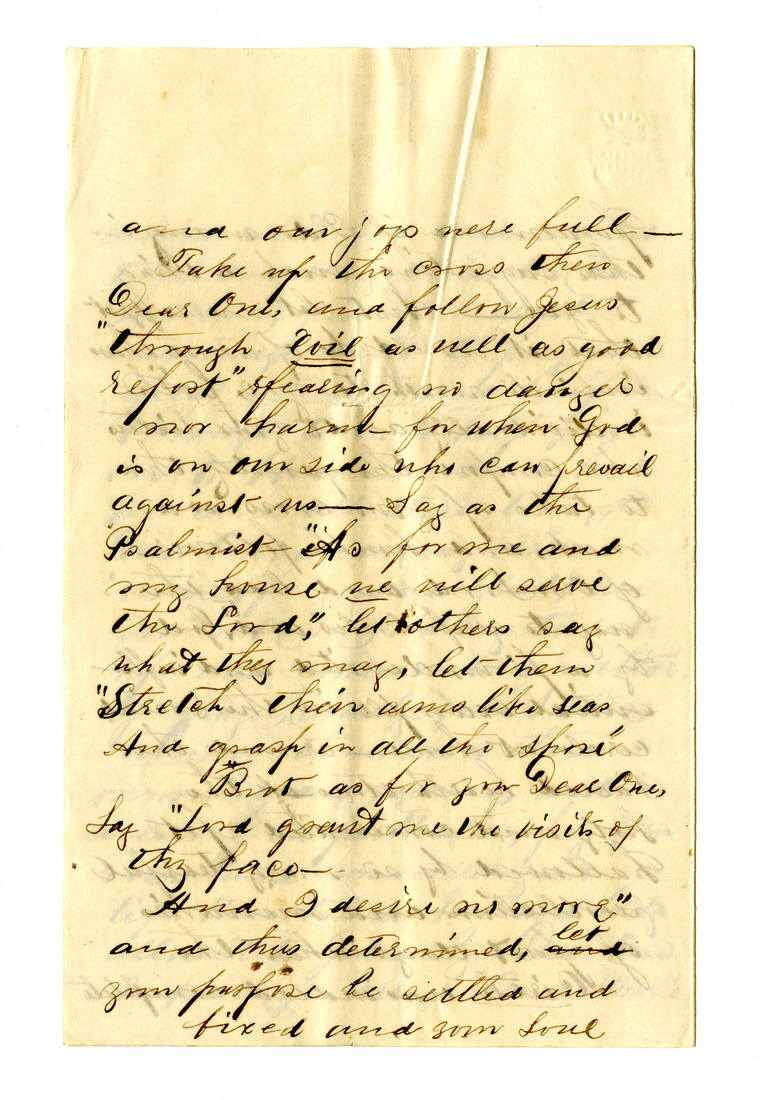 and our joys were full—
Take up the cross then
Dear One, and follow Jesus
"through Evil as well as good
report" fearing no danger
nor harm— for when God
is on our side who can prevail
against us— Say as the
Psalmist— "As for me and
my house we will serve
the Lord", let others say
what they may, let them
"Stretch their arms like seas
And grasp in all the shore"
"But as for you Dear One,
Say "Lord grant me the visits of
thy face—
And I desire no more"
and thus determined, and let
your purpose be settled and
fixed and your Soul